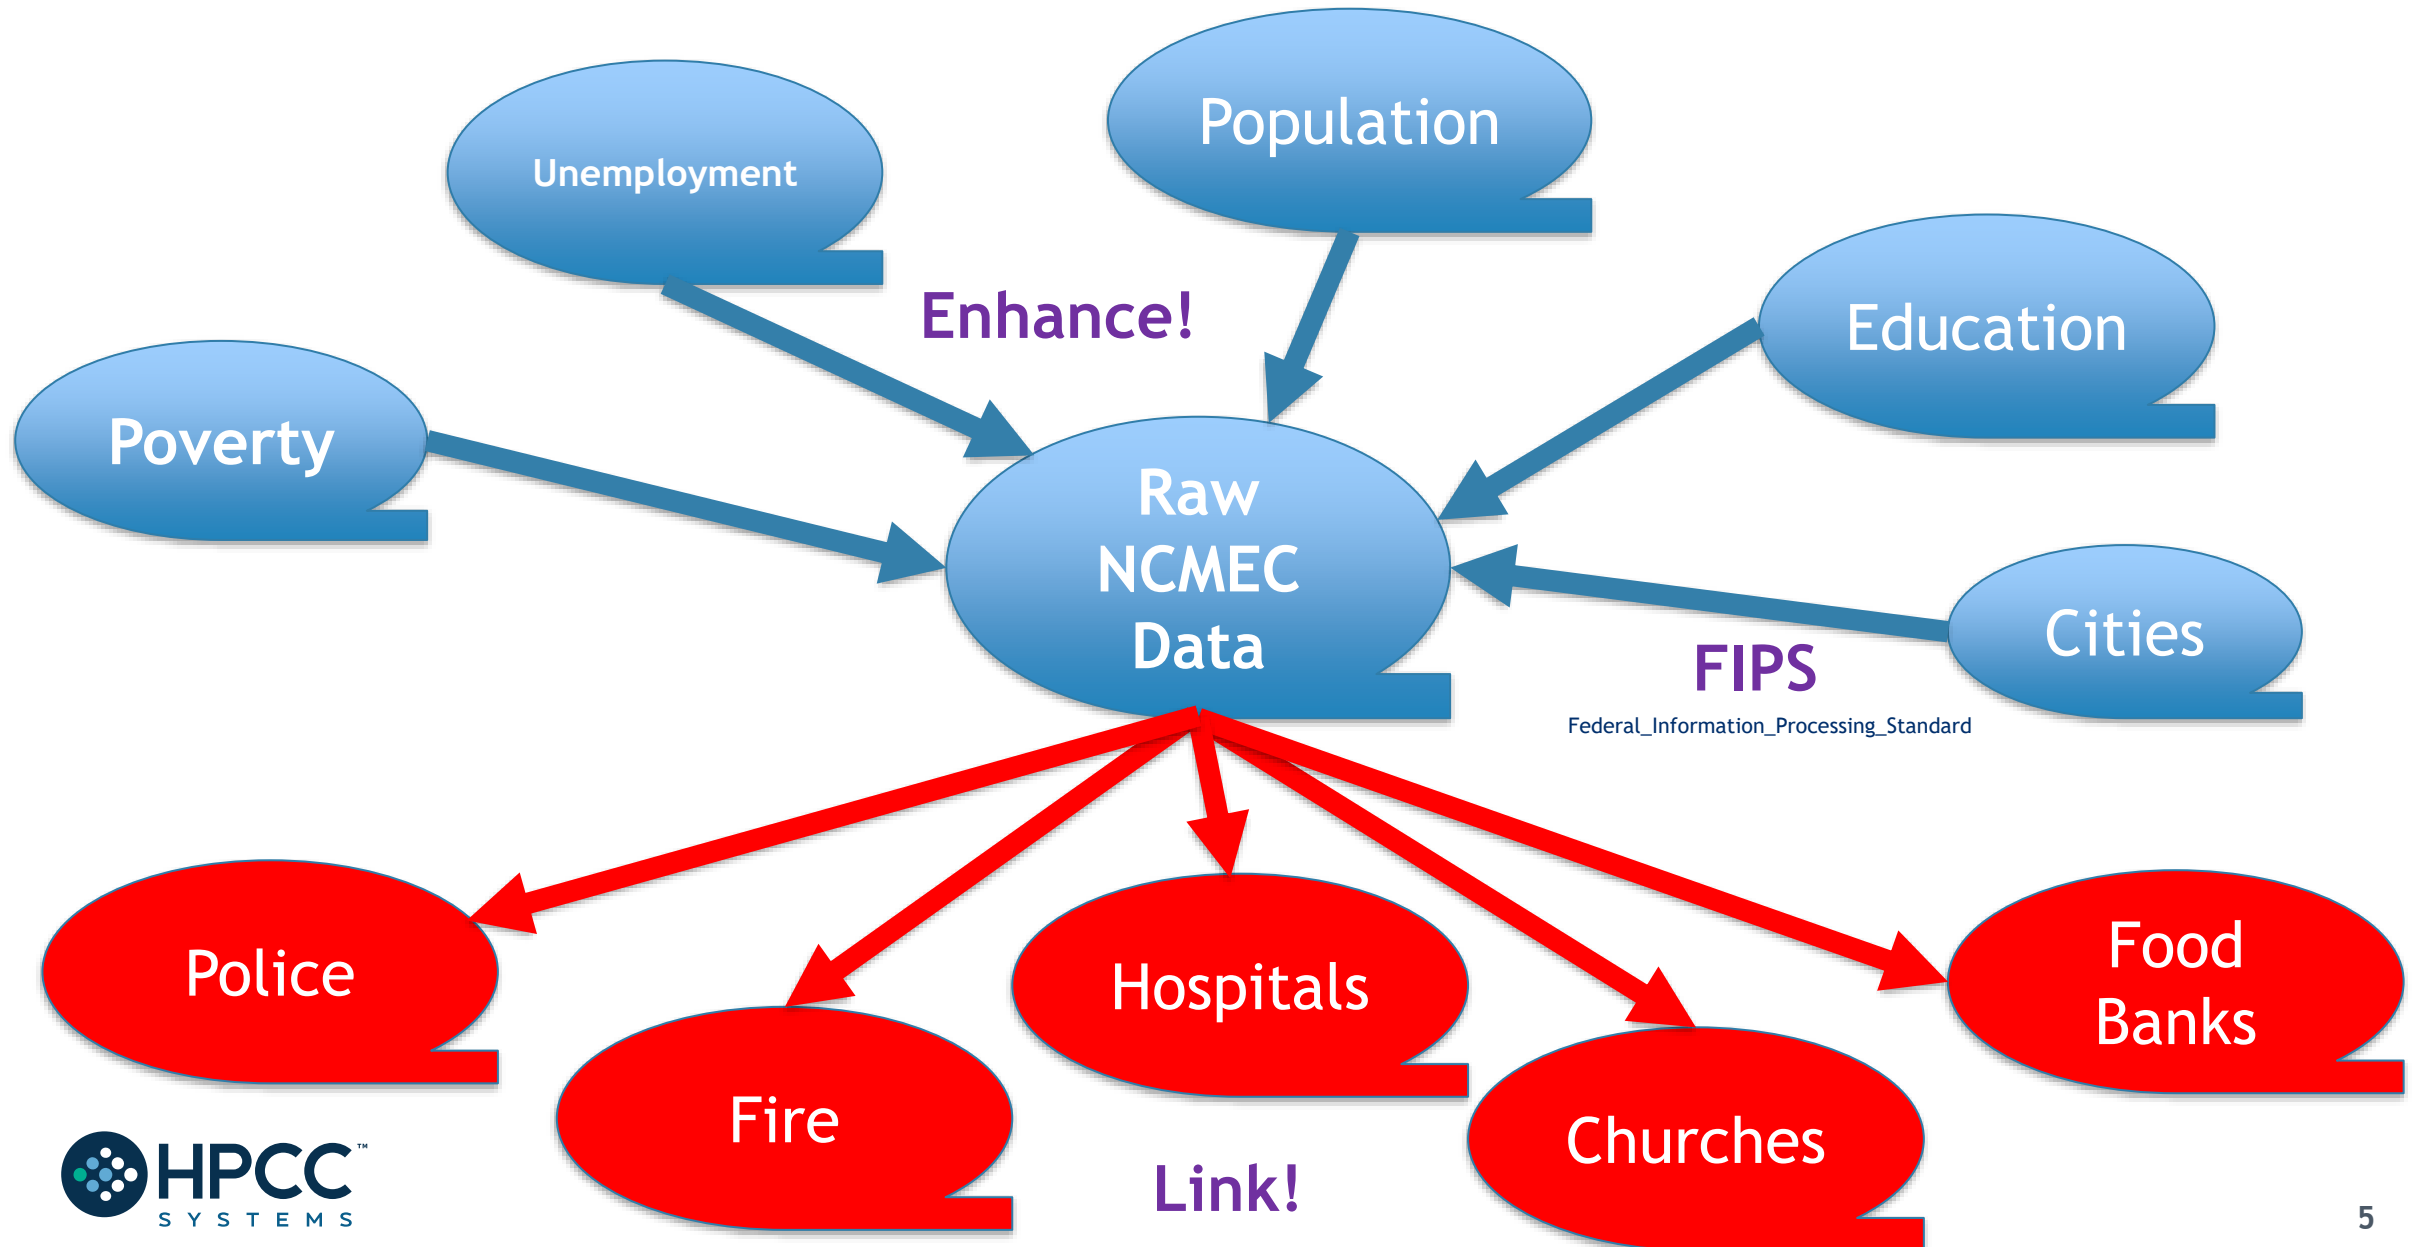 Population
Unemployment
Enhance!
Education
Poverty
Raw
NCMEC
Data
Cities
FIPS
Federal_Information_Processing_Standard
Police
Hospitals
Food
Banks
Fire
Churches
Link!
HPCC™
SYSTEMS
5